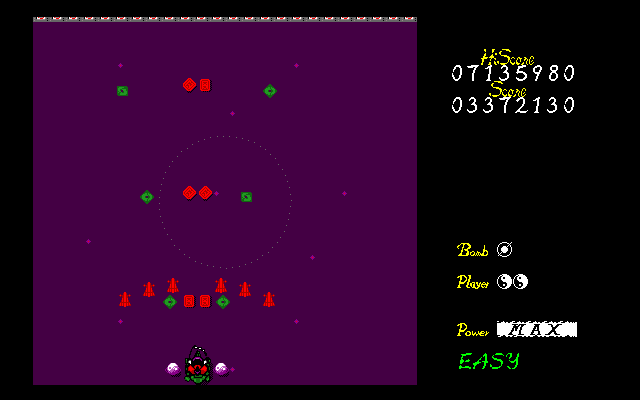 HiScore
07135980
Score
03372130
Bomb
Player
Power MAX
EASY